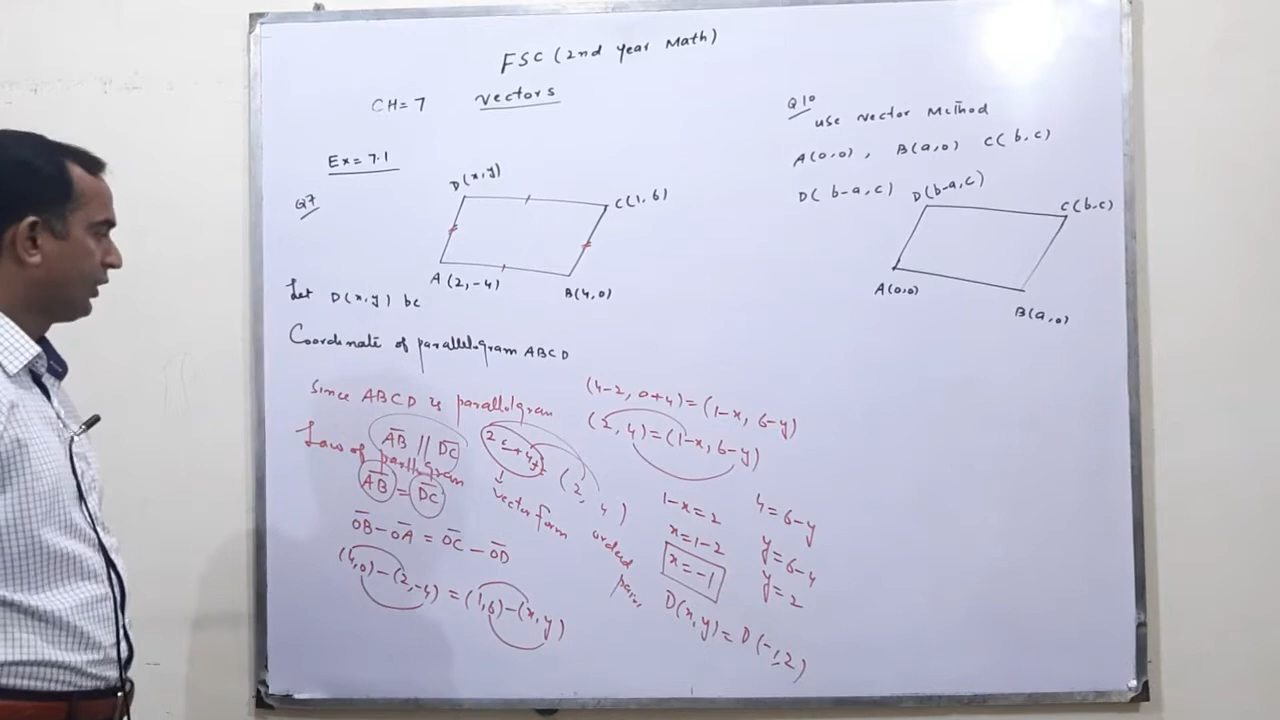 FSC (2nd year Math)
CH=7 Vectors
Ex=7.1
Q7
D(x,y)
C(1,6)
A(2,-4)
B(4,0)
Let D(x,y) be
Coordinate of parallelogram ABCD
Since ABCD is parallogram
Law of parllogram
AB || DC
AB = DC
OB-OA = OC-OD
(4,0)-(2,-4) = (1,6)-(x,y)
(2, 4)
vector form
ordered pair
(4-2, 0+4)=(1-x, 6-y)
(2, 4)=(1-x, 6-y)
1-x=2
x=1-2
x=-1
4=6-y
y=6-4
y=2
D(x,y)=D(-1,2)
Q10
use vector Method
A(0,0), B(a,0) C(b,c)
D(b-a,c)
D(b-a,c)
C(b,c)
A(0,0)
B(a,0)